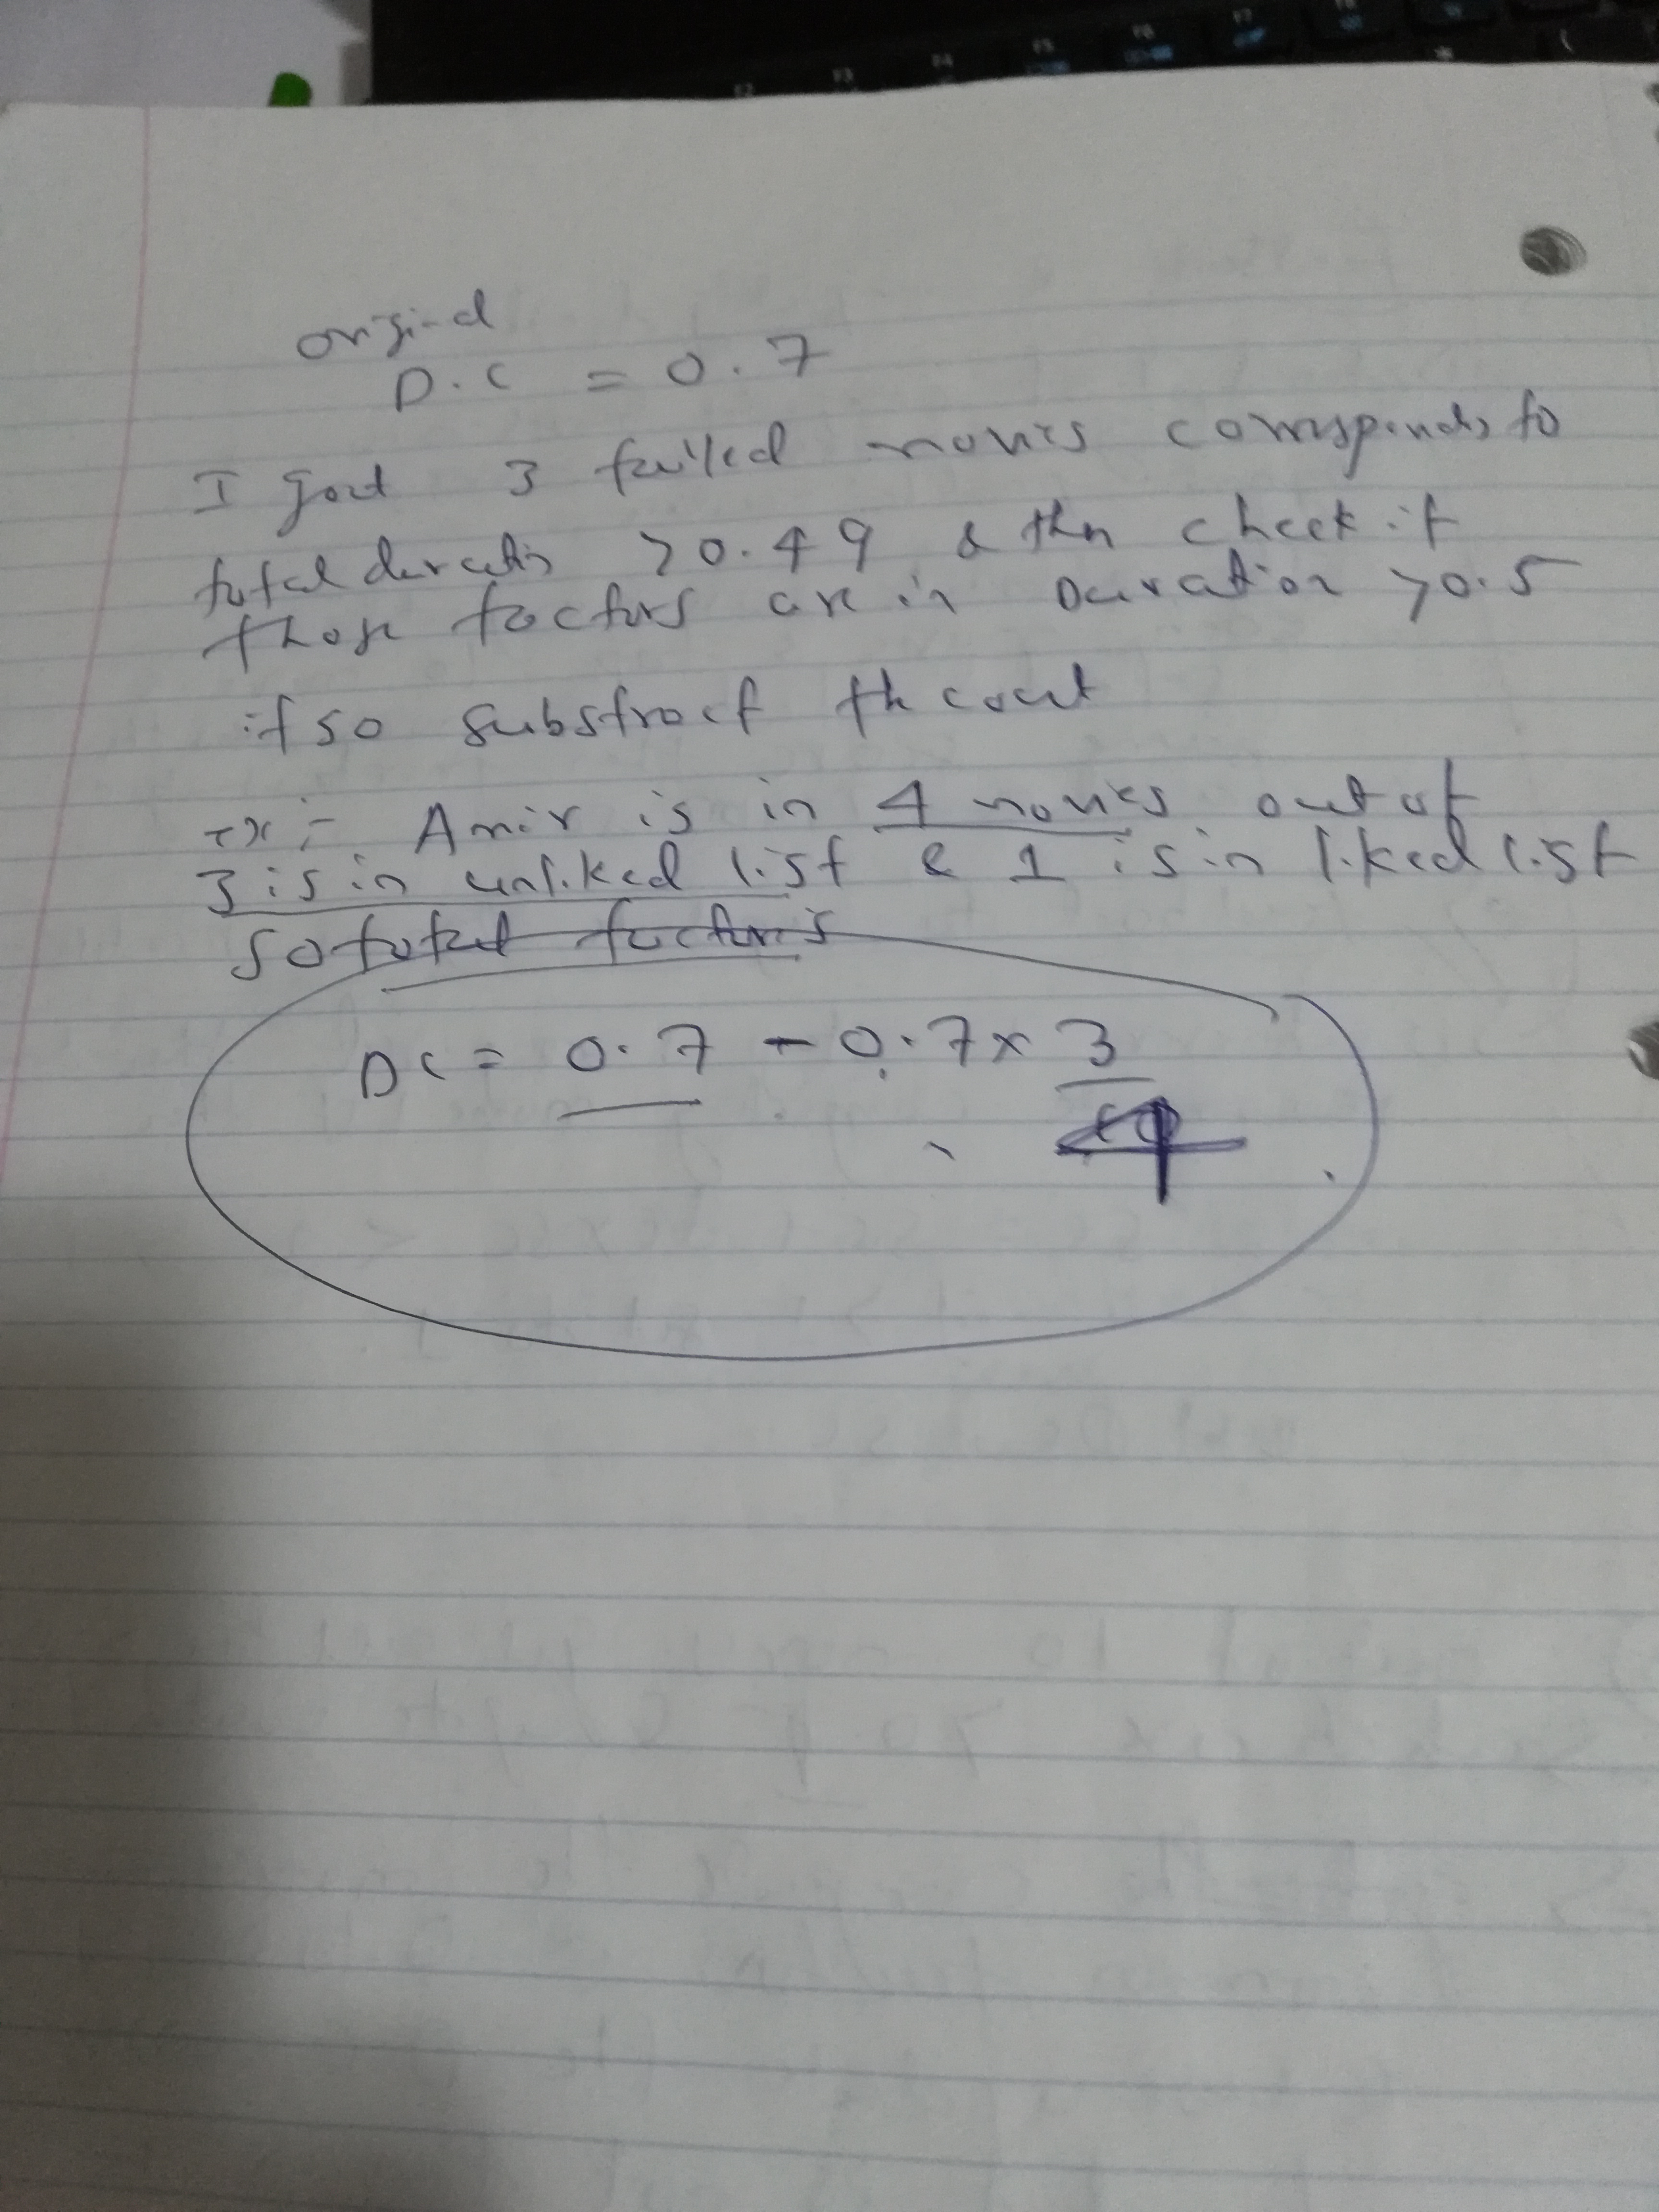 original
D.C = 0.7
I got 3 failed movies corresponds to
total duration >0.49 & then check if
those factors are in Duration >0.5
if so substract th count
ex:- Amir is in 4 movies out of
3 is in unliked list & 1 is in liked list
so total factors
DC = 0.7 - 0.7 x 3
4